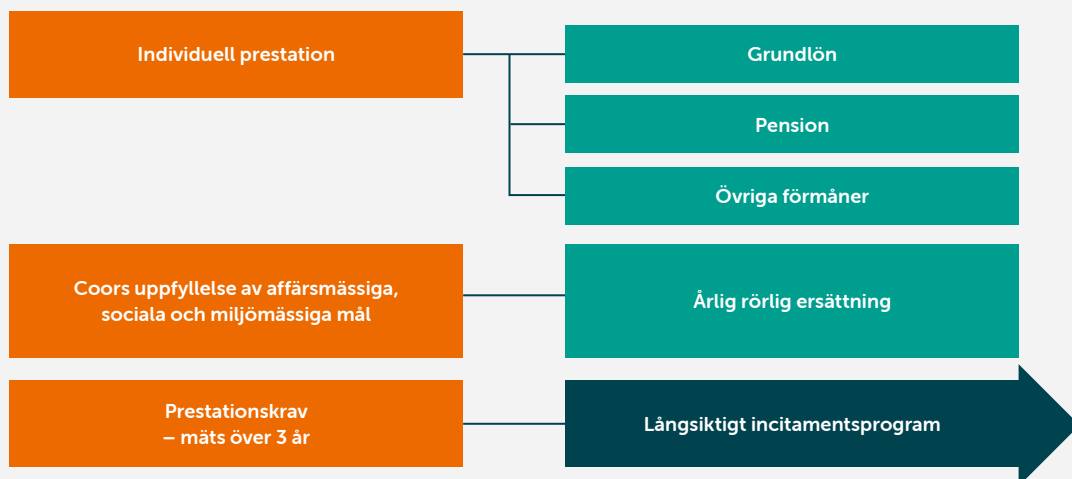 Individuell prestation
Grundlön
Pension
Övriga förmåner
Coors uppfyllelse av affärsmässiga,
sociala och miljömässiga mål
Årlig rörlig ersättning
Prestationskrav
– mäts över 3 år
Långsiktigt incitamentsprogram